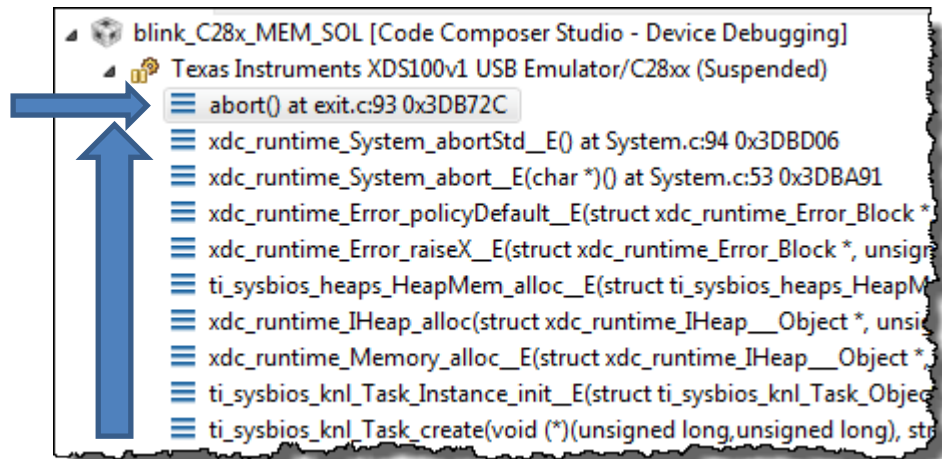 blink_C28x_MEM_SOL [Code Composer Studio - Device Debugging]
Texas Instruments XDS100v1 USB Emulator/C28xx (Suspended)
abort() at exit.c:93 0x3DB72C
xdc_runtime_System_abortStd__E() at System.c:94 0x3DBD06
xdc_runtime_System_abort__E(char *)() at System.c:53 0x3DBA91
xdc_runtime_Error_policyDefault__E(struct xdc_runtime_Error_Block *
xdc_runtime_Error_raiseX__E(struct xdc_runtime_Error_Block *, unsign
ti_sysbios_heaps_HeapMem_alloc__E(struct ti_sysbios_heaps_HeapM
xdc_runtime_IHeap_alloc(struct xdc_runtime_IHeap___Object *, unsi
xdc_runtime_Memory_alloc__E(struct xdc_runtime_IHeap___Object *,
ti_sysbios_knl_Task_Instance_init__E(struct ti_sysbios_knl_Task_Objec
ti_sysbios_knl_Task_create(void (*)(unsigned long,unsigned long), str